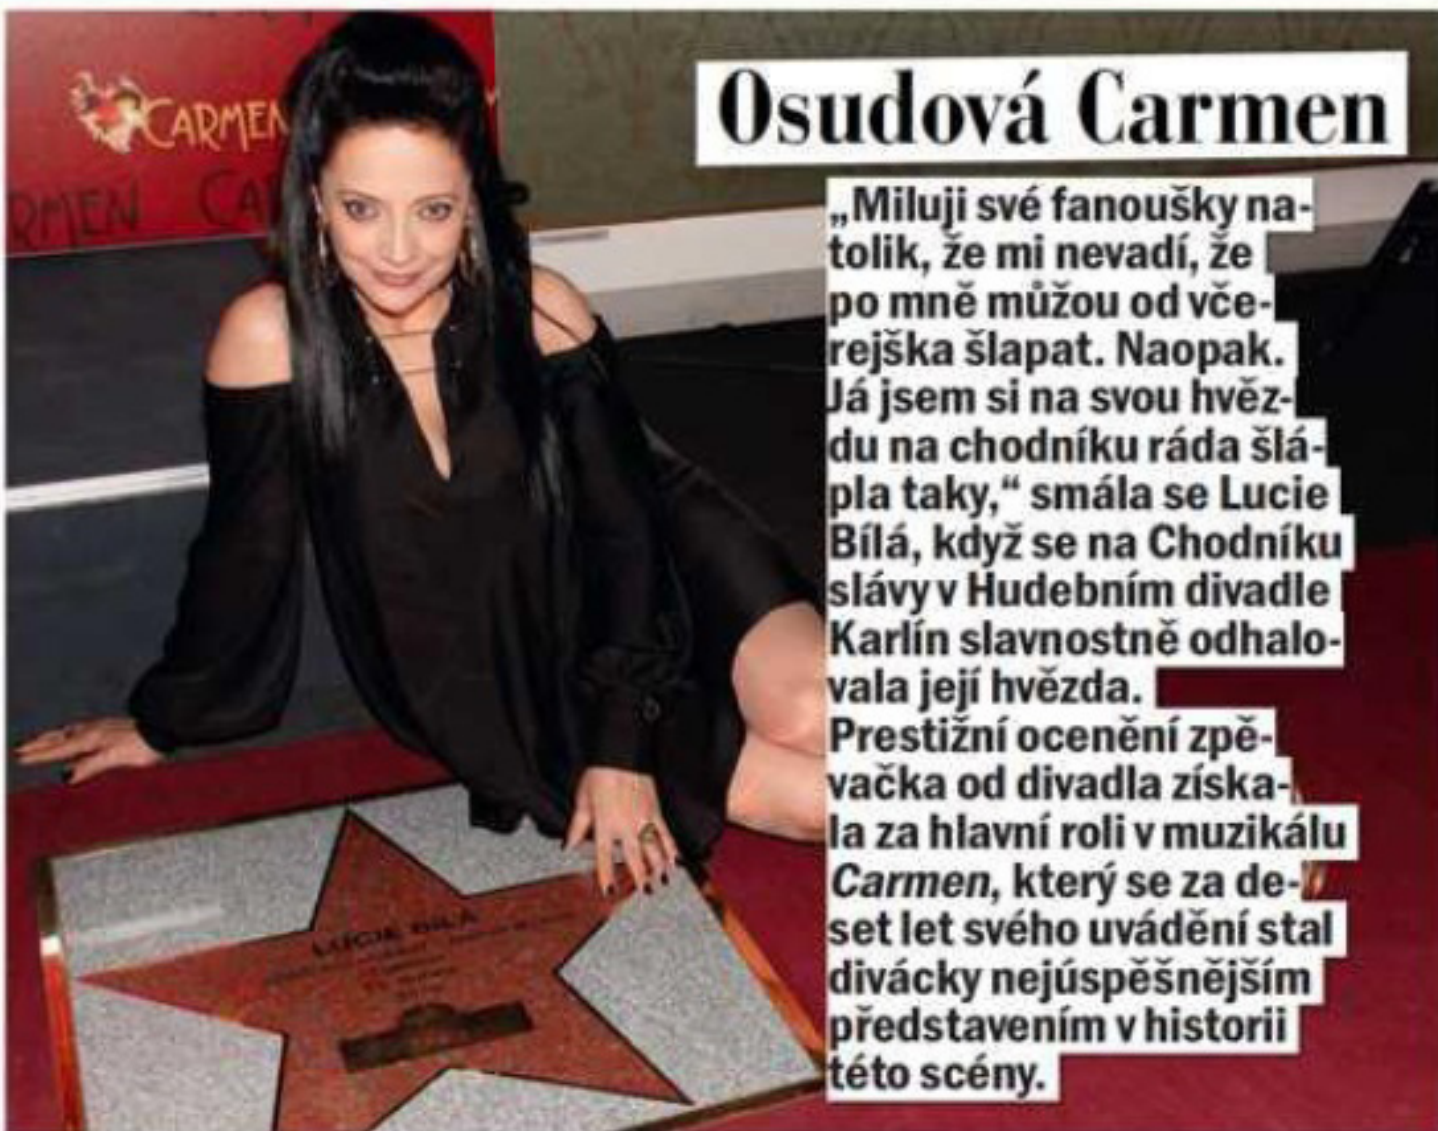 CARMEN
RMEN CA
Osudová Carmen
„Miluji své fanoušky na-
tolik, že mi nevadí, že
po mně můžou od vče-
rejška šlapat. Naopak.
Já jsem si na svou hvěz-
du na chodníku ráda šlá-
pla taky,“ smála se Lucie
Bílá, když se na Chodníku
slávy v Hudebním divadle
Karlín slavnostně odhalo-
vala její hvězda.
Prestižní ocenění zpě-
vačka od divadla získa-
la za hlavní roli v muzikálu
Carmen, který se za de-
set let svého uvádění stal
divácky nejúspěšnějším
představením v historii
této scény.
LUCIE BÍLÁ